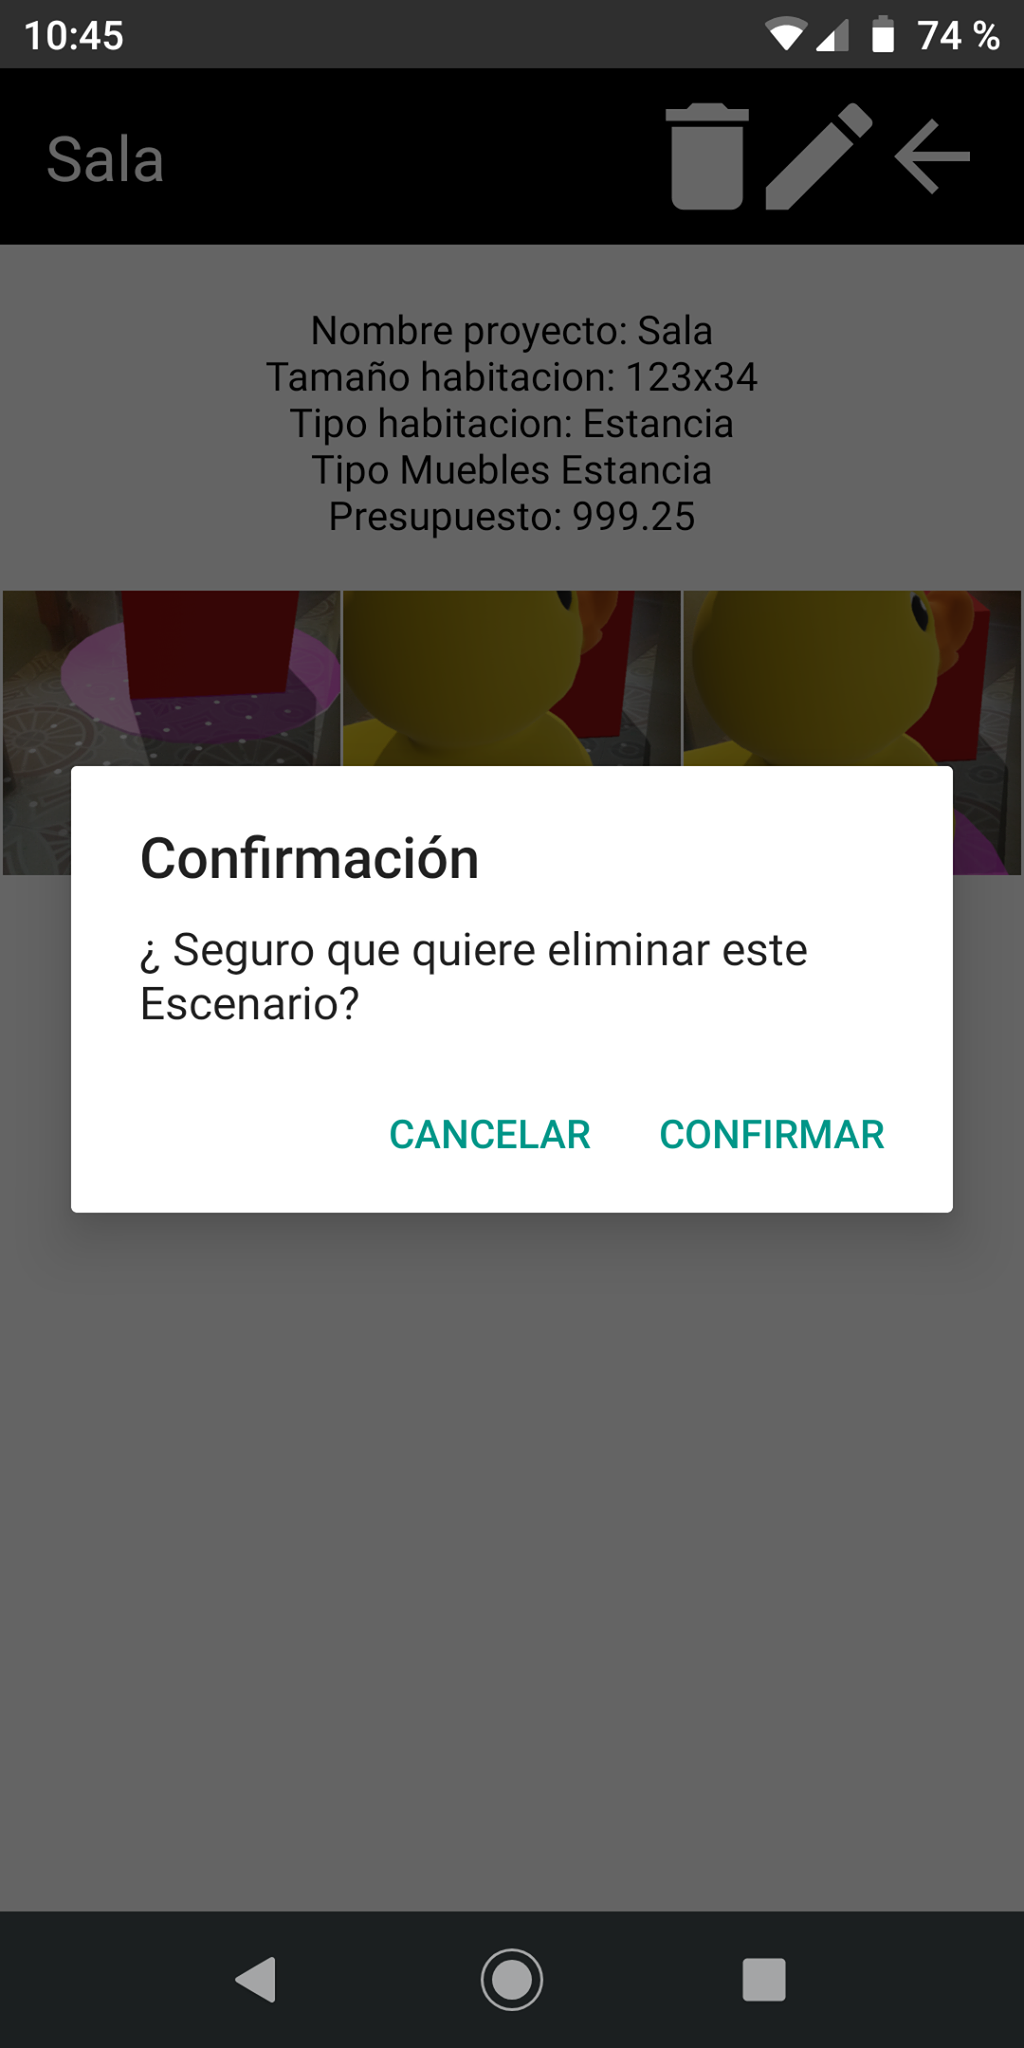 10:45
74 %
Sala
Nombre proyecto: Sala
Tamaño habitacion: 123x34
Tipo habitacion: Estancia
Tipo Muebles Estancia
Presupuesto: 999.25
Confirmación
¿ Seguro que quiere eliminar este
Escenario?
CANCELAR CONFIRMAR